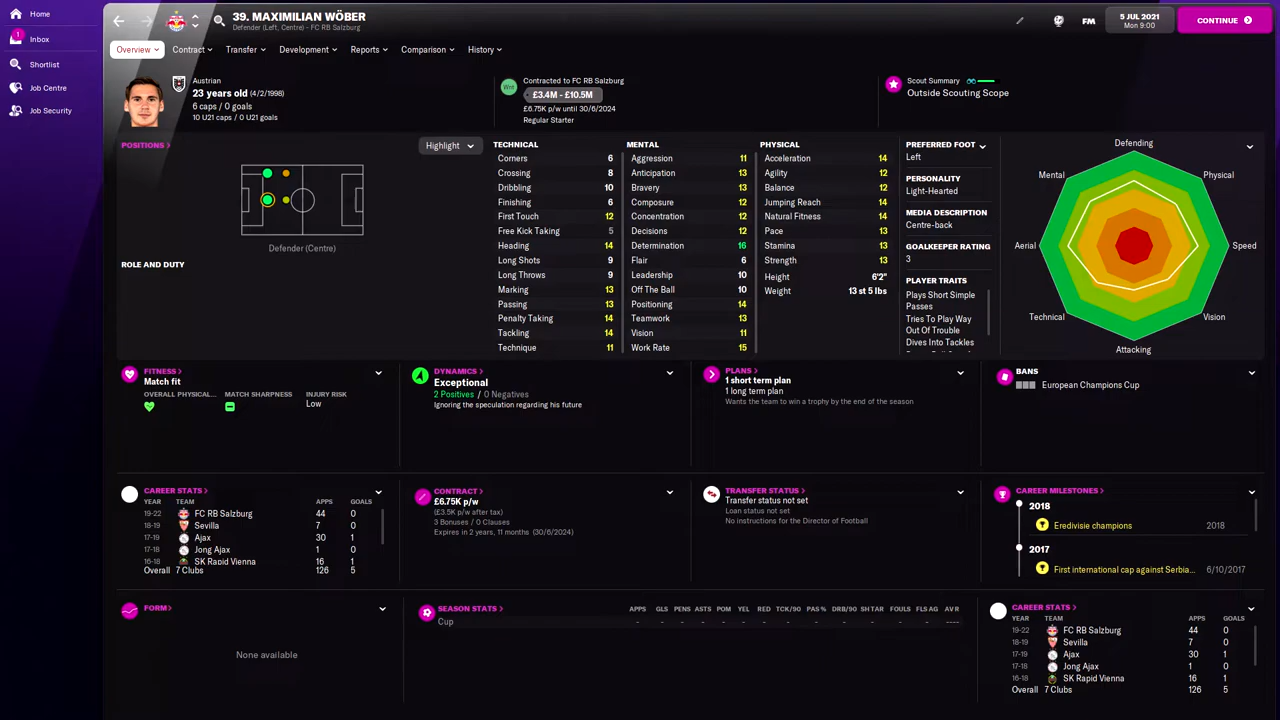 Home
Inbox
1
Shortlist
Job Centre
Job Security
39. MAXIMILIAN WÖBER
Defender (Left, Centre) - FC RB Salzburg
FM
5 JUL 2021
Mon 9:00
CONTINUE
Overview
Contract
Transfer
Development
Reports
Comparison
History
Austrian
23 years old (4/2/1998)
6 caps / 0 goals
10 U21 caps / 0 U21 goals
Wnt
Contracted to FC RB Salzburg
£3.4M - £10.5M
£6.75K p/w until 30/6/2024
Regular Starter
Scout Summary
Outside Scouting Scope
POSITIONS
Highlight
Defender (Centre)
ROLE AND DUTY
TECHNICAL
Corners 6
Crossing 8
Dribbling 10
Finishing 6
First Touch 12
Free Kick Taking 5
Heading 14
Long Shots 9
Long Throws 9
Marking 13
Passing 13
Penalty Taking 14
Tackling 14
Technique 11
MENTAL
Aggression 11
Anticipation 13
Bravery 13
Composure 12
Concentration 12
Decisions 12
Determination 16
Flair 6
Leadership 10
Off The Ball 10
Positioning 14
Teamwork 13
Vision 11
Work Rate 15
PHYSICAL
Acceleration 14
Agility 12
Balance 12
Jumping Reach 14
Natural Fitness 14
Pace 13
Stamina 13
Strength 13
Height 6'2"
Weight 13 st 5 lbs
PREFERRED FOOT
Left
PERSONALITY
Light-Hearted
MEDIA DESCRIPTION
Centre-back
GOALKEEPER RATING
3
PLAYER TRAITS
Plays Short Simple
Passes
Tries To Play Way
Out Of Trouble
Dives Into Tackles
Defending
Physical
Speed
Vision
Attacking
Technical
Aerial
Mental
FITNESS
Match fit
OVERALL PHYSICAL...
MATCH SHARPNESS
INJURY RISK
Low
DYNAMICS
Exceptional
2 Positives / 0 Negatives
Ignoring the speculation regarding his future
PLANS
1 short term plan
1 long term plan
Wants the team to win a trophy by the end of the season
BANS
European Champions Cup
CAREER STATS
YEAR TEAM APPS GOALS
19-22 FC RB Salzburg 44 0
18-19 Sevilla 7 0
17-19 Ajax 30 1
17-18 Jong Ajax 1 0
16-18 SK Rapid Vienna 16 1
Overall 7 Clubs 126 5
CONTRACT
£6.75K p/w
(£3.5K p/w after tax)
3 Bonuses / 0 Clauses
Expires in 2 years, 11 months (30/6/2024)
TRANSFER STATUS
Transfer status not set
Loan status not set
No instructions for the Director of Football
CAREER MILESTONES
2018
Eredivisie champions 2018
2017
First international cap against Serbia... 6/10/2017
FORM
None available
SEASON STATS APPS GLS PENS ASTS POM YEL RED TCK/90 PAS % DRB/90 SH TAR FOULS FLS AG AV R
Cup - - - - - - - - - - - - - ----
CAREER STATS
YEAR TEAM APPS GOALS
19-22 FC RB Salzburg 44 0
18-19 Sevilla 7 0
17-19 Ajax 30 1
17-18 Jong Ajax 1 0
16-18 SK Rapid Vienna 16 1
Overall 7 Clubs 126 5